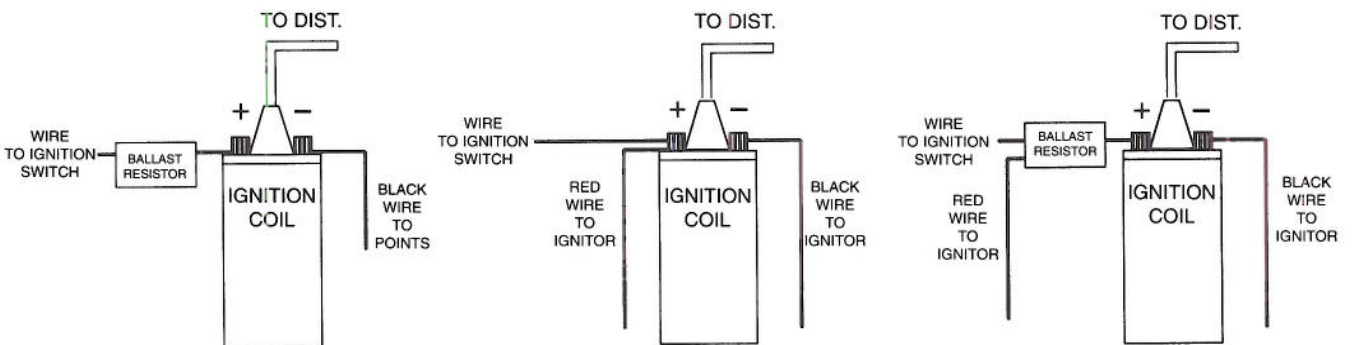 TO DIST.
+ −
WIRE
TO IGNITION
SWITCH
BALLAST
RESISTOR
IGNITION
COIL
BLACK
WIRE
TO
POINTS
TO DIST.
+ −
WIRE
TO IGNITION
SWITCH
RED
WIRE
TO
IGNITOR
IGNITION
COIL
BLACK
WIRE
TO
IGNITOR
TO DIST.
+ −
WIRE
TO IGNITION
SWITCH
BALLAST
RESISTOR
RED
WIRE
TO
IGNITOR
IGNITION
COIL
BLACK
WIRE
TO
IGNITOR